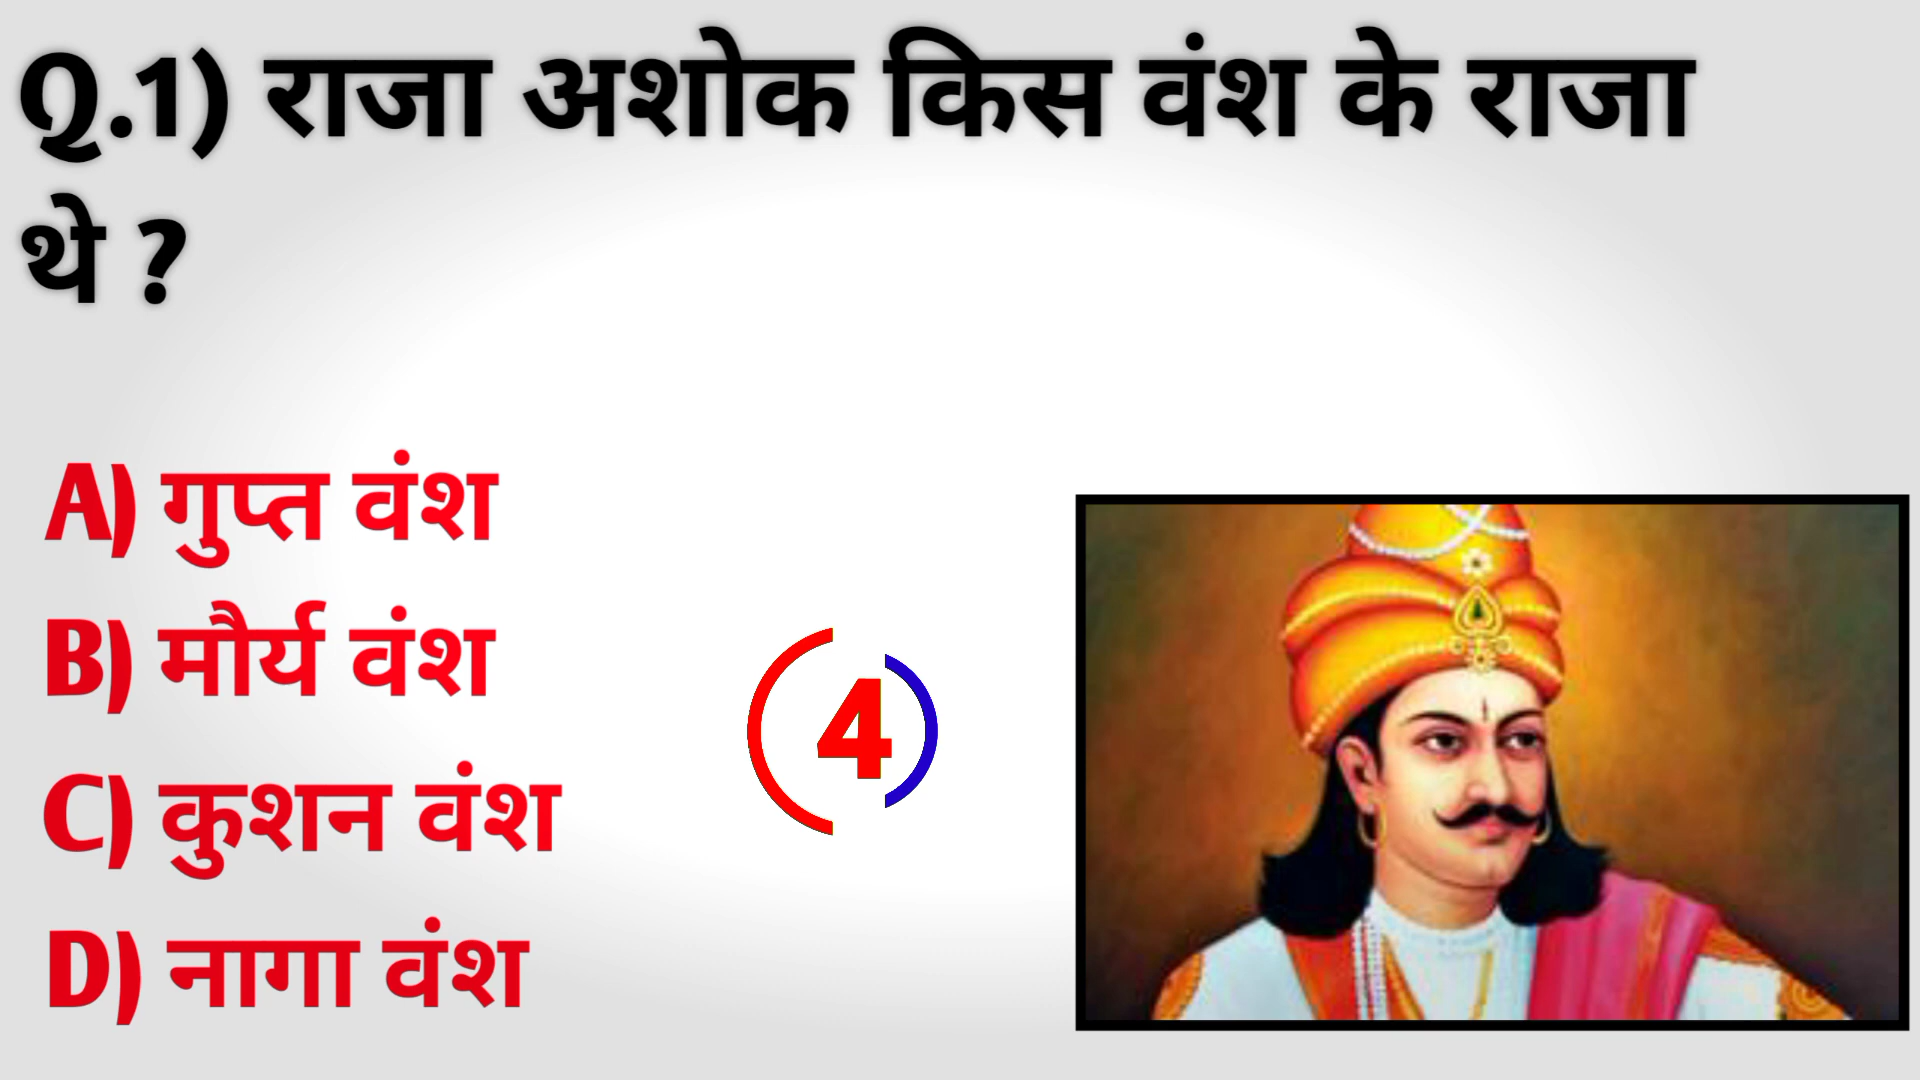 Q.1) राजा अशोक किस वंश के राजा
थे ?
A) गुप्त वंश
B) मौर्य वंश
C) कुशन वंश
D) नागा वंश
4